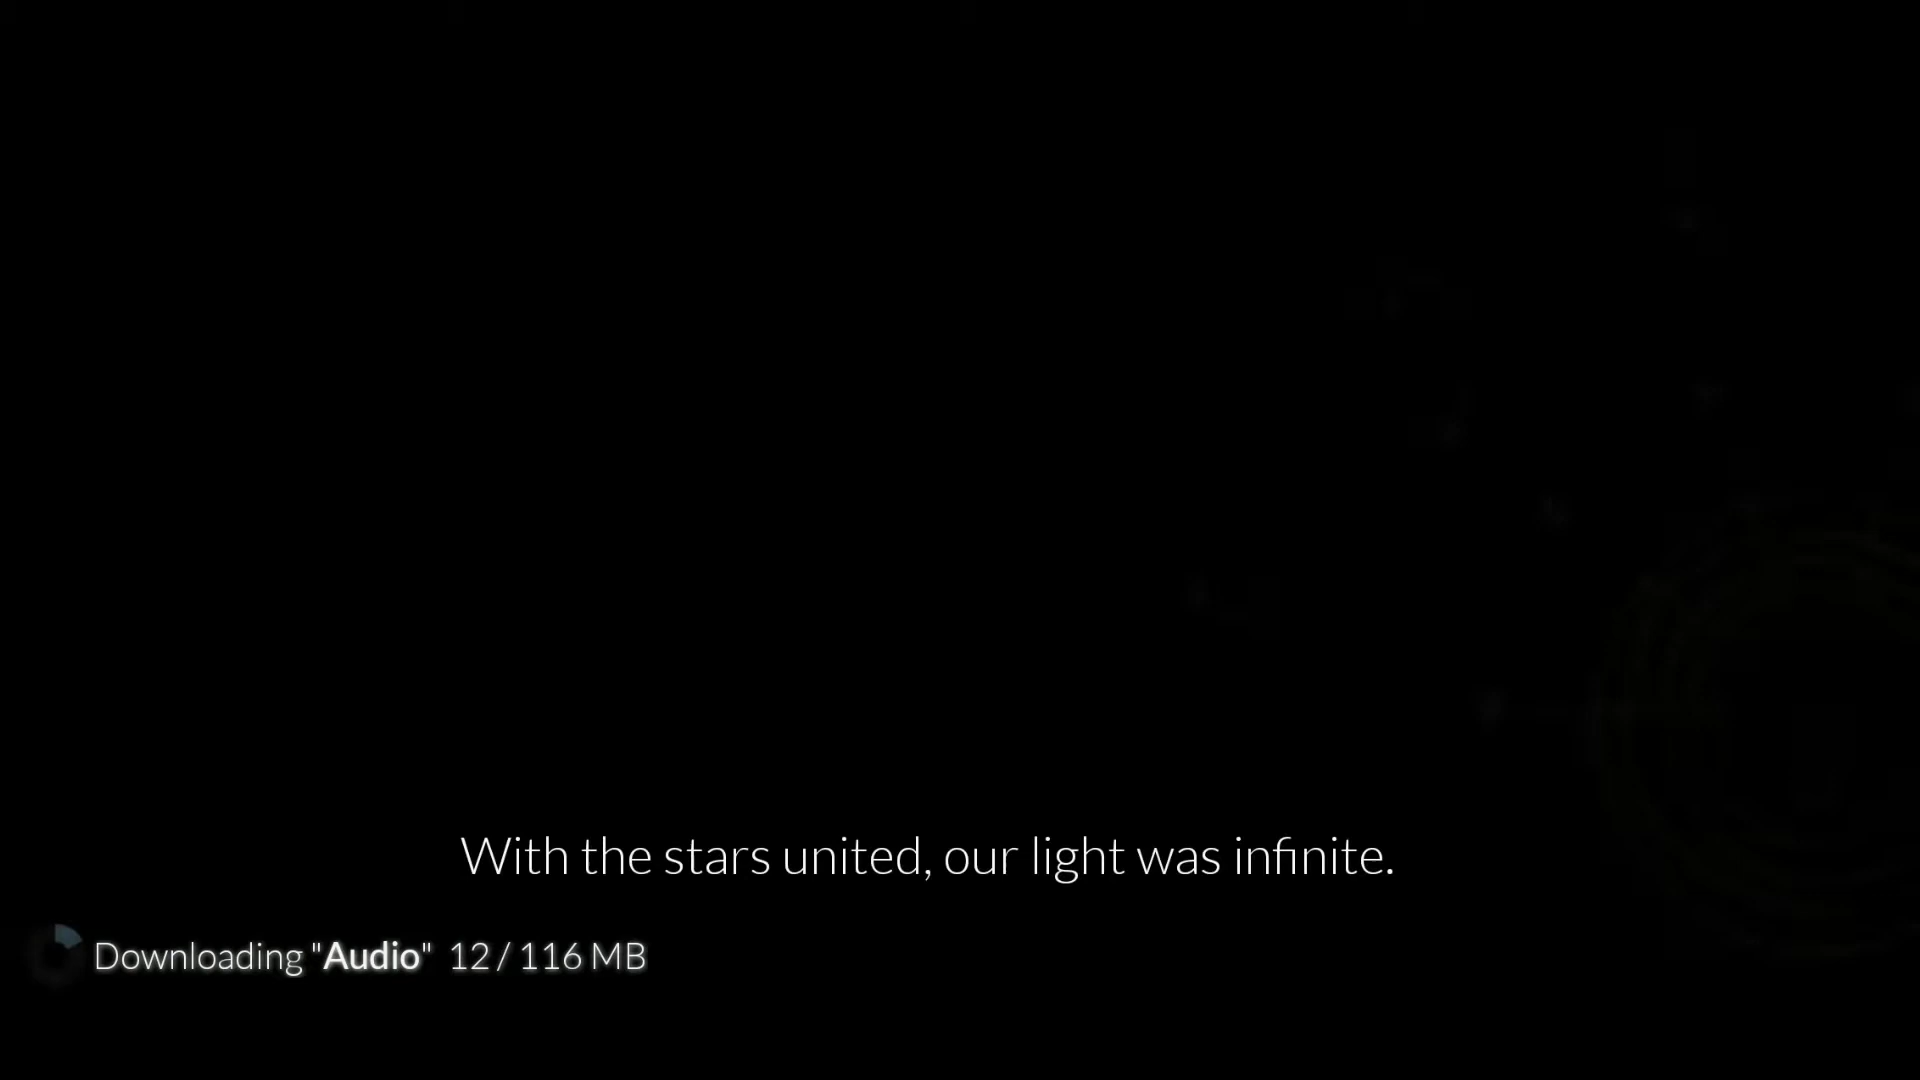 With the stars united, our light was infinite.
Downloading "Audio" 12 / 116 MB